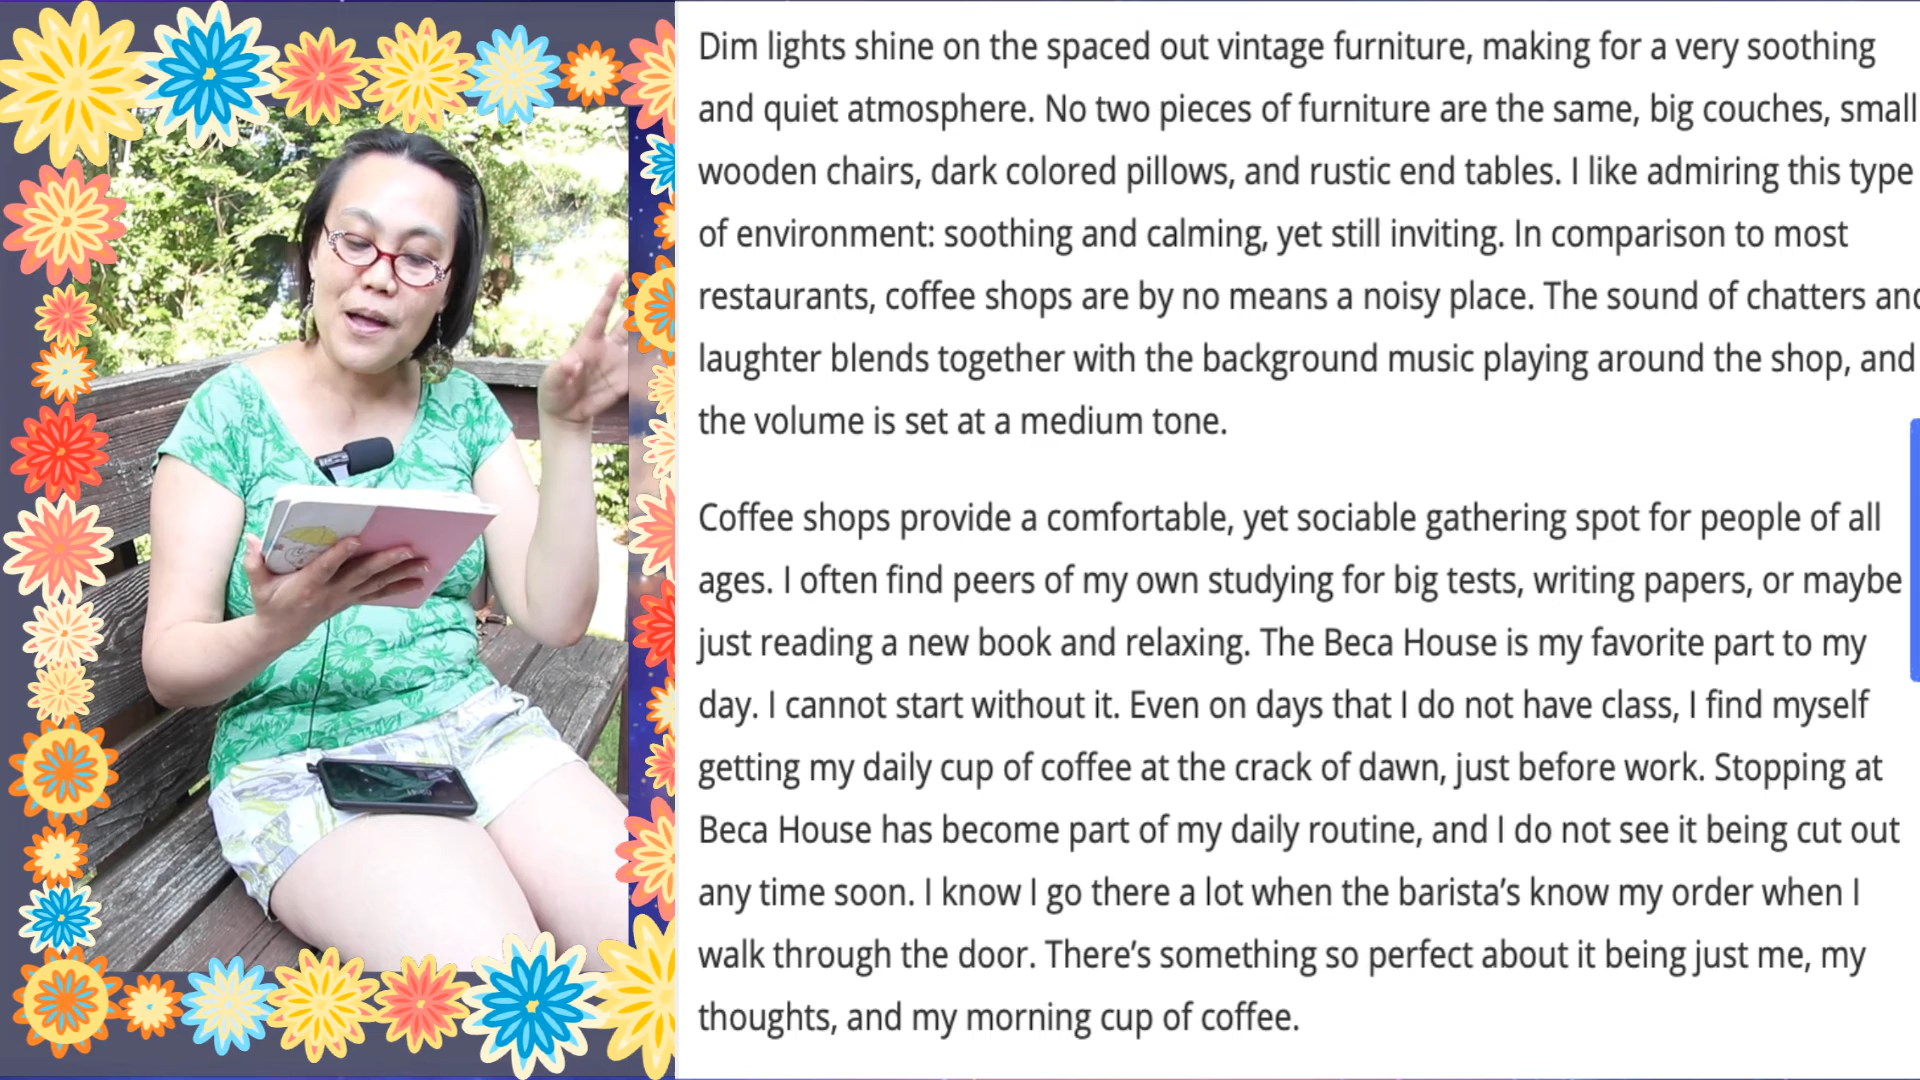 Dim lights shine on the spaced out vintage furniture, making for a very soothing
and quiet atmosphere. No two pieces of furniture are the same, big couches, small
wooden chairs, dark colored pillows, and rustic end tables. I like admiring this type
of environment: soothing and calming, yet still inviting. In comparison to most
restaurants, coffee shops are by no means a noisy place. The sound of chatters and
laughter blends together with the background music playing around the shop, and
the volume is set at a medium tone.
Coffee shops provide a comfortable, yet sociable gathering spot for people of all
ages. I often find peers of my own studying for big tests, writing papers, or maybe
just reading a new book and relaxing. The Beca House is my favorite part to my
day. I cannot start without it. Even on days that I do not have class, I find myself
getting my daily cup of coffee at the crack of dawn, just before work. Stopping at
Beca House has become part of my daily routine, and I do not see it being cut out
any time soon. I know I go there a lot when the barista’s know my order when I
walk through the door. There’s something so perfect about it being just me, my
thoughts, and my morning cup of coffee.